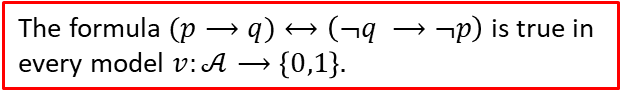 The formula (𝑝 ⟶ 𝑞) ⟷ (¬𝑞 ⟶ ¬𝑝) is true in
every model 𝑣: 𝒜 ⟶ {0,1}.